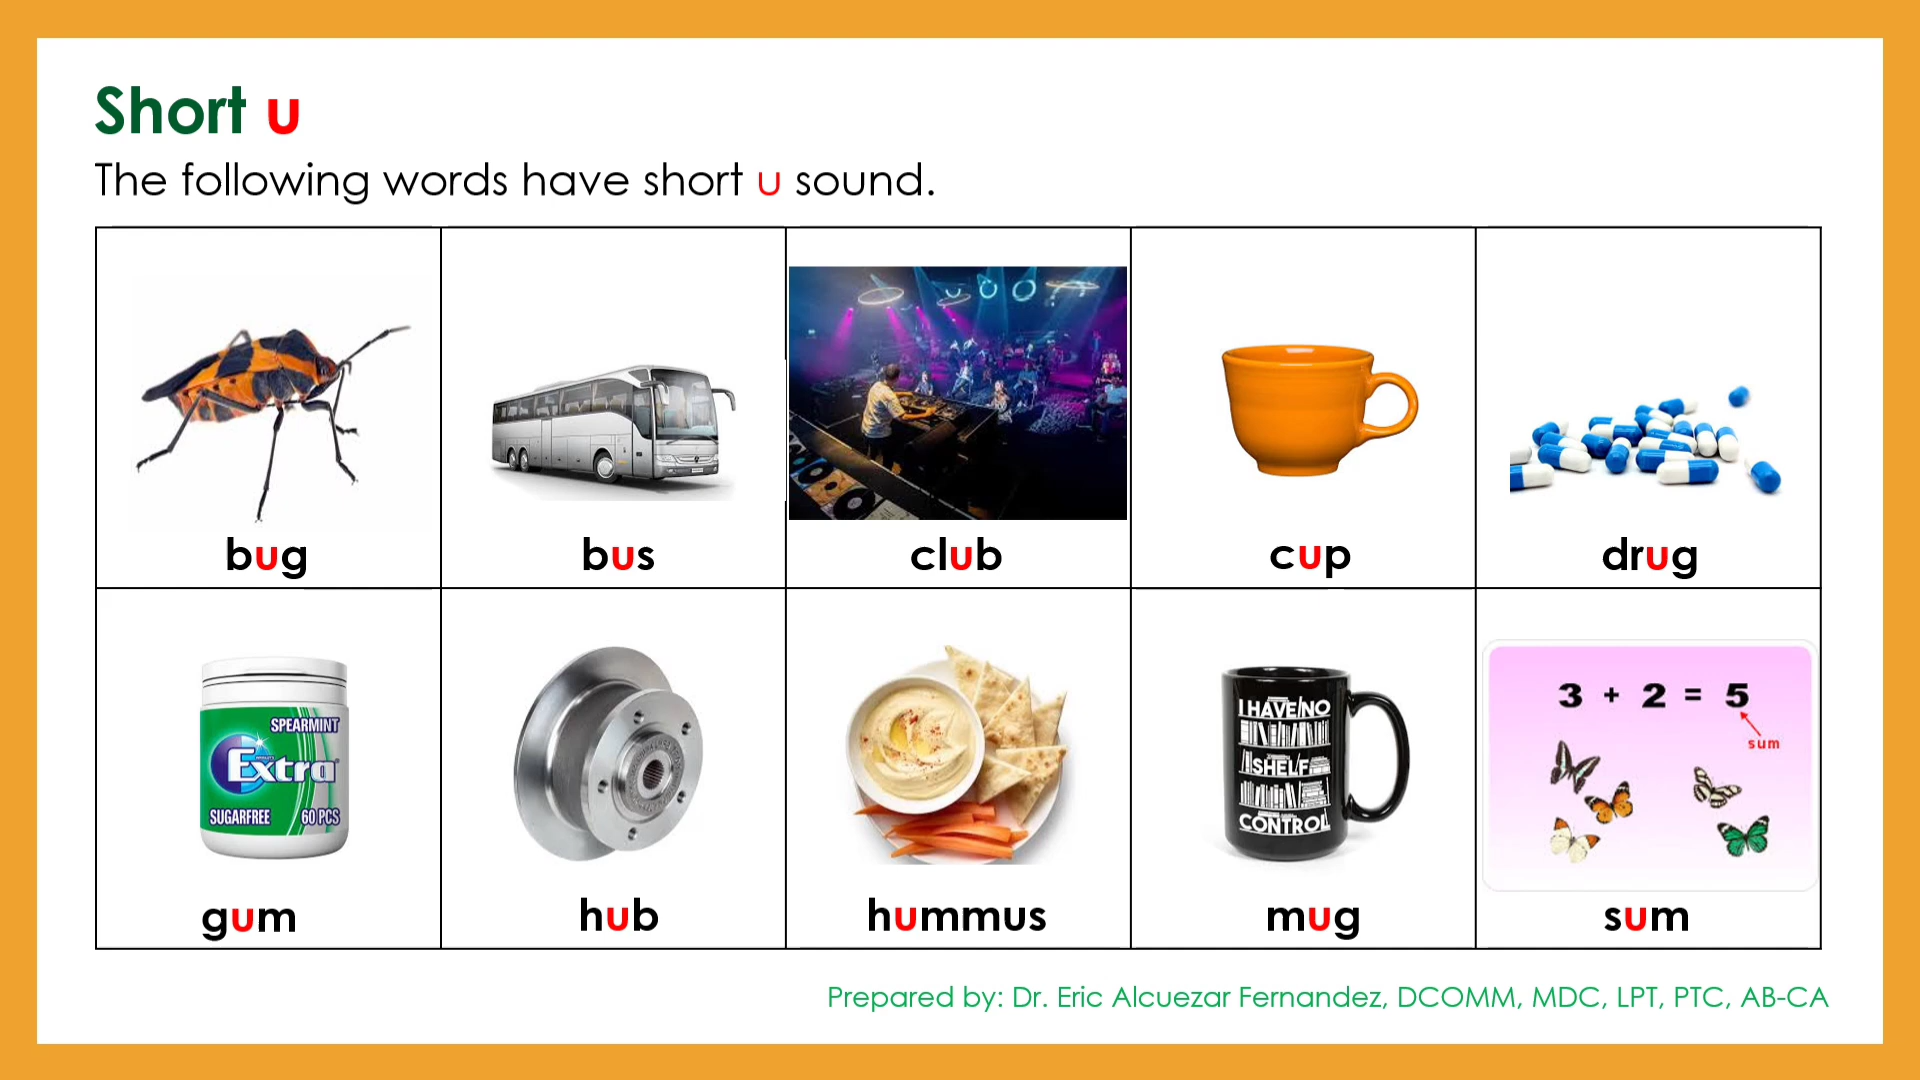 Short u
The following words have short u sound.
bug
bus
club
cup
drug
SPEARMINT
Extra
SUGARFREE 60 PCS
I HAVE NO
SHELF
CONTROL
3 + 2 = 5
sum
gum
hub
hummus
mug
sum
Prepared by: Dr. Eric Alcuezar Fernandez, DCOMM, MDC, LPT, PTC, AB-CA